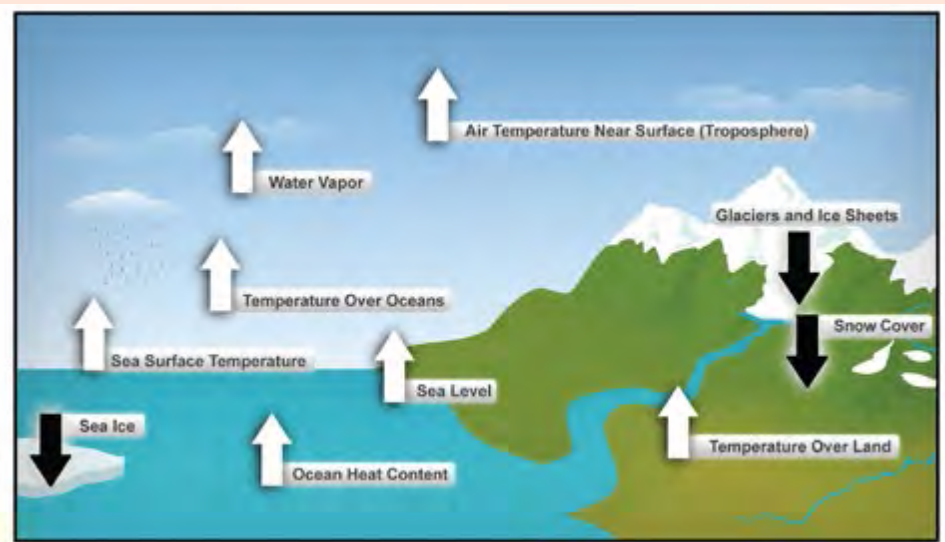 Air Temperature Near Surface (Troposphere)
Water Vapor
Glaciers and Ice Sheets
Temperature Over Oceans
Snow Cover
Sea Surface Temperature
Sea Level
Sea Ice
Temperature Over Land
Ocean Heat Content